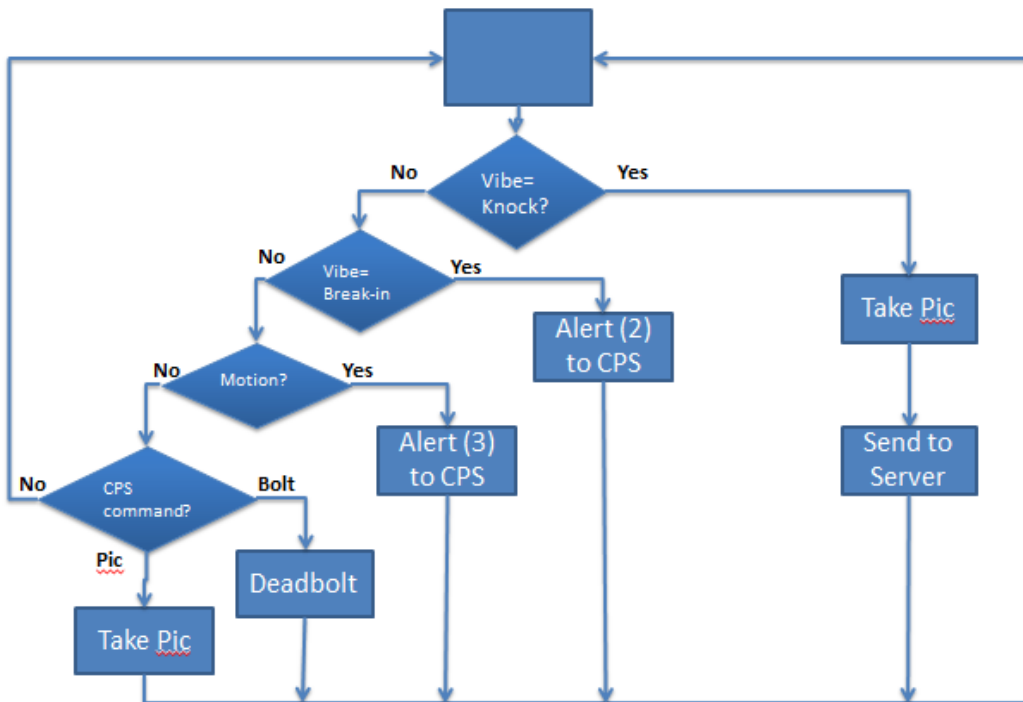 No
Vibe=
Knock?
Yes
No
Vibe=
Break-in
Yes
Take Pic
Alert (2)
to CPS
No
Motion?
Yes
Alert (3)
to CPS
Send to
Server
No
CPS
command?
Bolt
Pic
Deadbolt
Take Pic